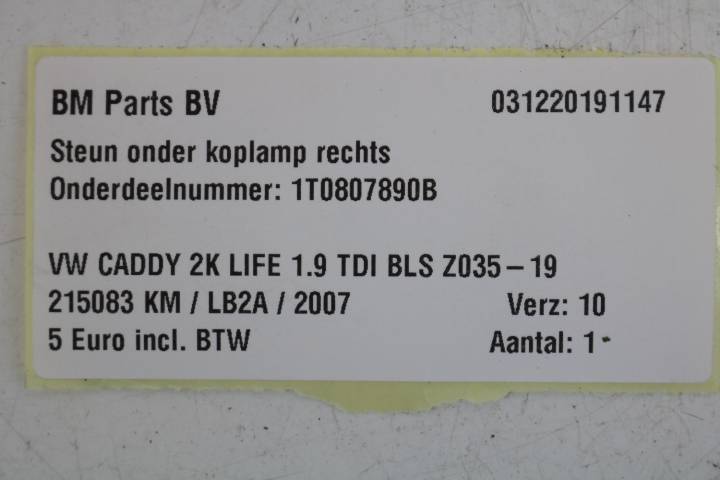 BM Parts BV 031220191147
Steun onder koplamp rechts
Onderdeelnummer: 1T0807890B
VW CADDY 2K LIFE 1.9 TDI BLS Z035-19
215083 KM / LB2A / 2007 Verz: 10
5 Euro incl. BTW Aantal: 1